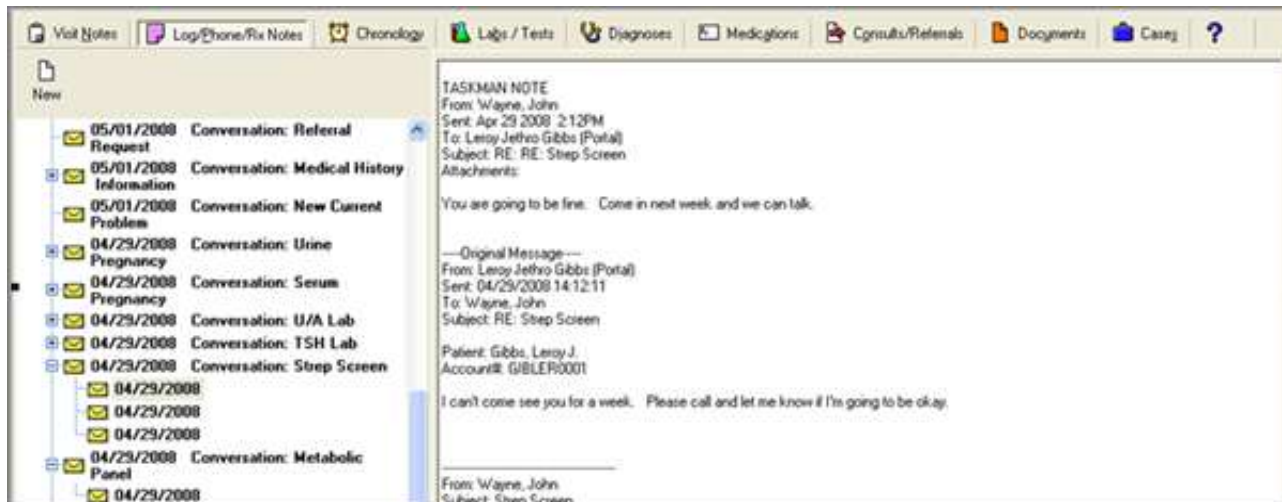 Visit Notes Log/Phone/Rx Notes Chronology Labs / Tests Diagnoses Medications Consults/Referrals Documents Cases ?
New
05/01/2008 Conversation: Referral
Request
05/01/2008 Conversation: Medical History
Information
05/01/2008 Conversation: New Current
Problem
04/29/2008 Conversation: Urine
Pregnancy
04/29/2008 Conversation: Serum
Pregnancy
04/29/2008 Conversation: U/A Lab
04/29/2008 Conversation: TSH Lab
04/29/2008 Conversation: Strep Screen
04/29/2008
04/29/2008
04/29/2008
04/29/2008 Conversation: Metabolic
Panel
04/29/2008
TASKMAN NOTE
From: Wayne, John
Sent: Apr 29 2008 2:12PM
To: Leroy Jethro Gibbs (Portal)
Subject: RE: RE: Strep Screen
Attachments:
You are going to be fine. Come in next week and we can talk.
----Original Message----
From: Leroy Jethro Gibbs (Portal)
Sent: 04/29/2008 14:12:11
To: Wayne, John
Subject: RE: Strep Screen
Patient: Gibbs, Leroy J.
Account#: GIBLER0001
I can't come see you for a week. Please call and let me know if I'm going to be okay.
From: Wayne, John
Subject: Strep Screen